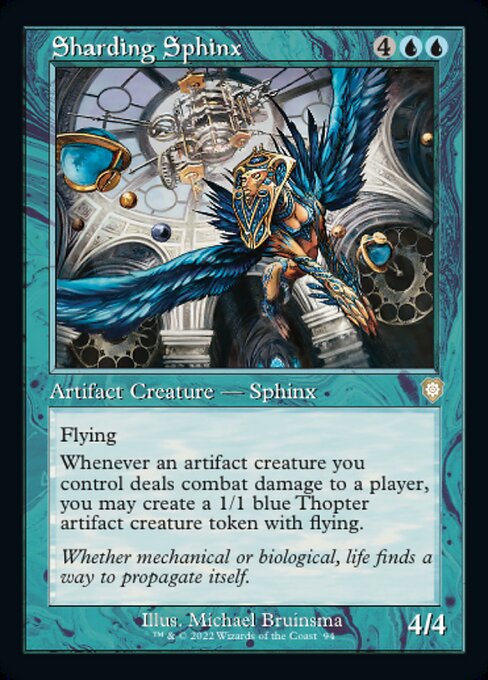 Sharding Sphinx 4
Artifact Creature — Sphinx
Flying
Whenever an artifact creature you
control deals combat damage to a player,
you may create a 1/1 blue Thopter
artifact creature token with flying.
Whether mechanical or biological, life finds a
way to propagate itself.
Illus. Michael Bruinsma
4/4
™ & © 2022 Wizards of the Coast 94